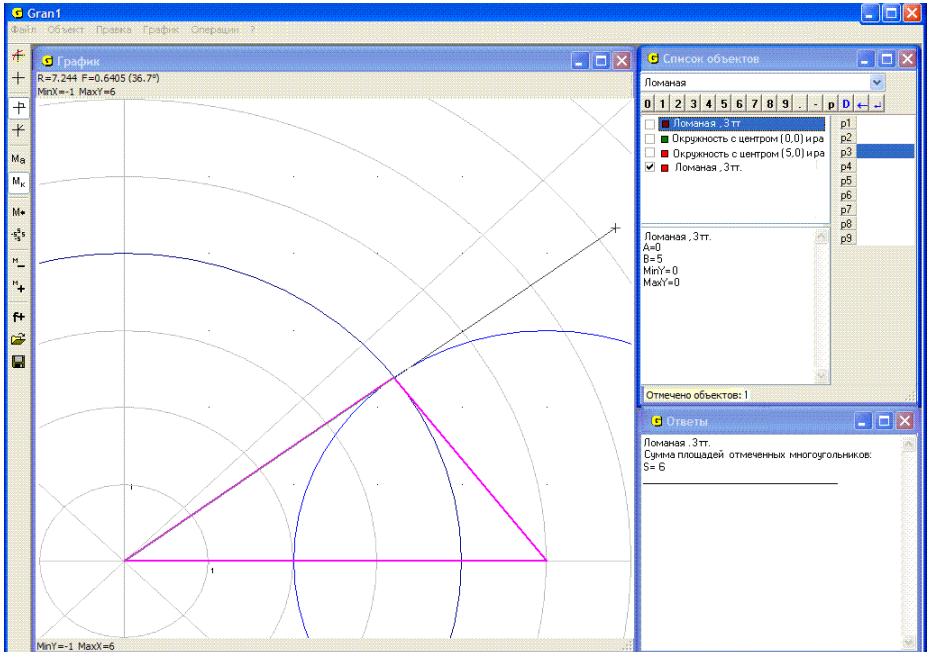 Gran1
Файл Объект Правка График Операции ?
График
R=7.244 F=0.6405 (36.7°)
MinX=-1 MaxY=6
1
1
MinY=-1 MaxX=6
Ma
Mк
M*
M
M
f+
Список объектов
Ломаная
0 1 2 3 4 5 6 7 8 9 . - p D
Ломаная , 3тт
Окружность с центром (0,0) и ра
Окружность с центром (5,0) и ра
Ломаная , 3тт.
p1
p2
p3
p4
p5
p6
p7
p8
p9
Ломаная , 3тт.
A=0
B=5
MinY=0
MaxY=0
Отмечено объектов: 1
Ответы
Ломаная . 3тт.
Сумма площадей отмеченных многоугольников:
S= 6